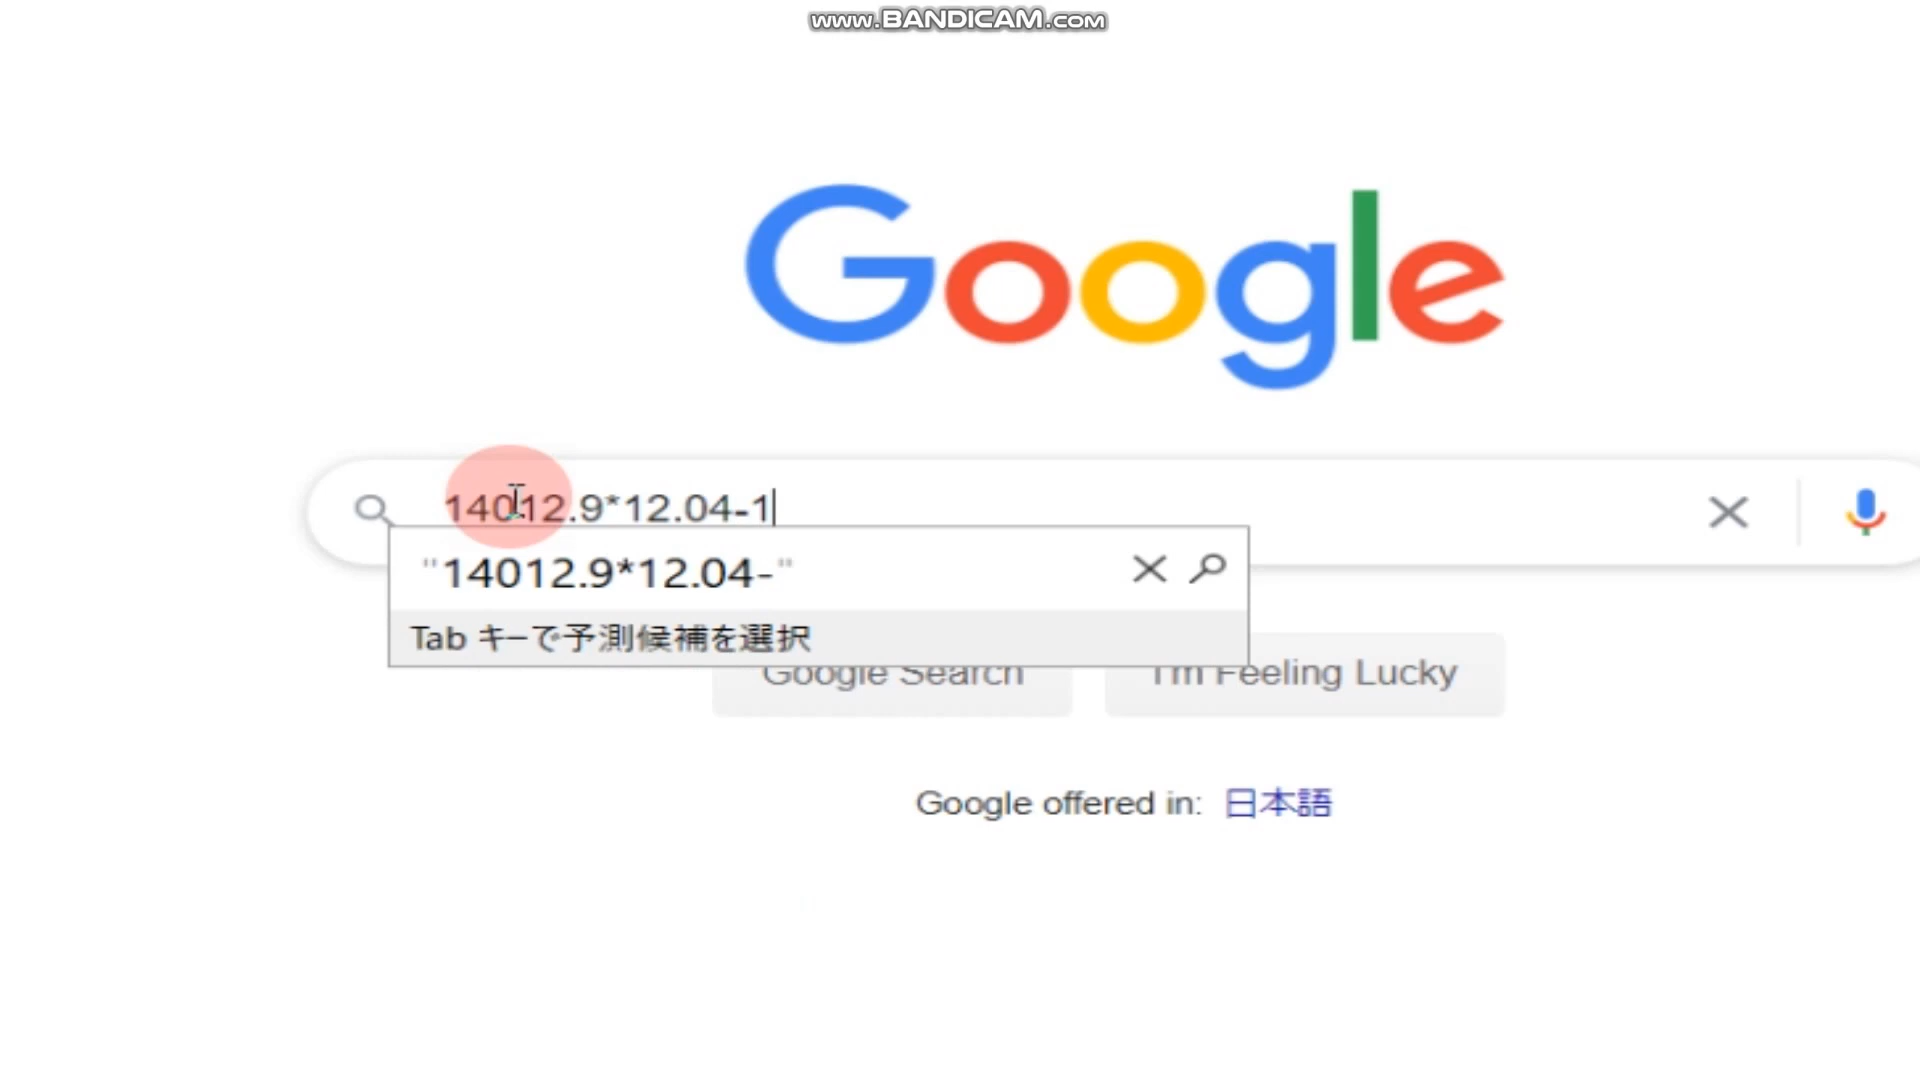 www.BANDICAM.com
Google
14012.9*12.04-1
"14012.9*12.04-"
Tab キーで予測候補を選択
Google Search
I'm Feeling Lucky
Google offered in: 日本語